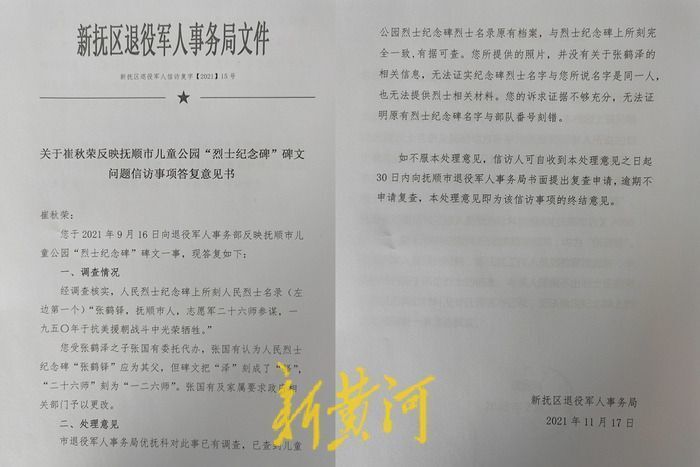 新抚区退役军人事务局文件
新抚区退役军人信访复字【2021】15号
关于崔秋荣反映抚顺市儿童公园“烈士纪念碑”碑文
问题信访事项答复意见书
崔秋荣:
您于2021年9月16日向退役军人事务部反映抚顺市儿
童公园“烈士纪念碑”碑文一事,现答复如下:
一、调查情况
经调查核实,人民烈士纪念碑上所刻人民烈士名录(左
边第一个)“张鹤铎,抚顺市人,志愿军二十六师参谋,一
九五〇年于抗美援朝战斗中光荣牺牲。”
您受张鹤泽之子张国有委托代办,张国有认为人民烈士
纪念碑“张鹤铎”应为其父,但碑文把“泽”刻成了“
“二十六师”刻为“一二六师”。张国有及家属要求政府相
关部门予以更改。
二、处理意见
市退役军人事务局优抚科对此事已有调查,已查到儿童
公园烈士纪念碑烈士名录原有档案,与烈士纪念碑上所刻完
全一致,有据可查。您所提供的照片,并没有关于张鹤泽的
相关信息,无法证实纪念碑烈士名字与您所说名字是同一人,
也无法提供烈士相关材料。您的诉求证据不够充分,无法证
明原有烈士纪念碑名字与部队番号刻错。
如不服本处理意见,信访人可自收到本处理意见之日起
30日内向抚顺市退役军人事务局书面提出复查申请,逾期不
申请复查,本处理意见即为该信访事项的终结意见。
新抚区退役军人事务局
2021年11月17日
新黄河